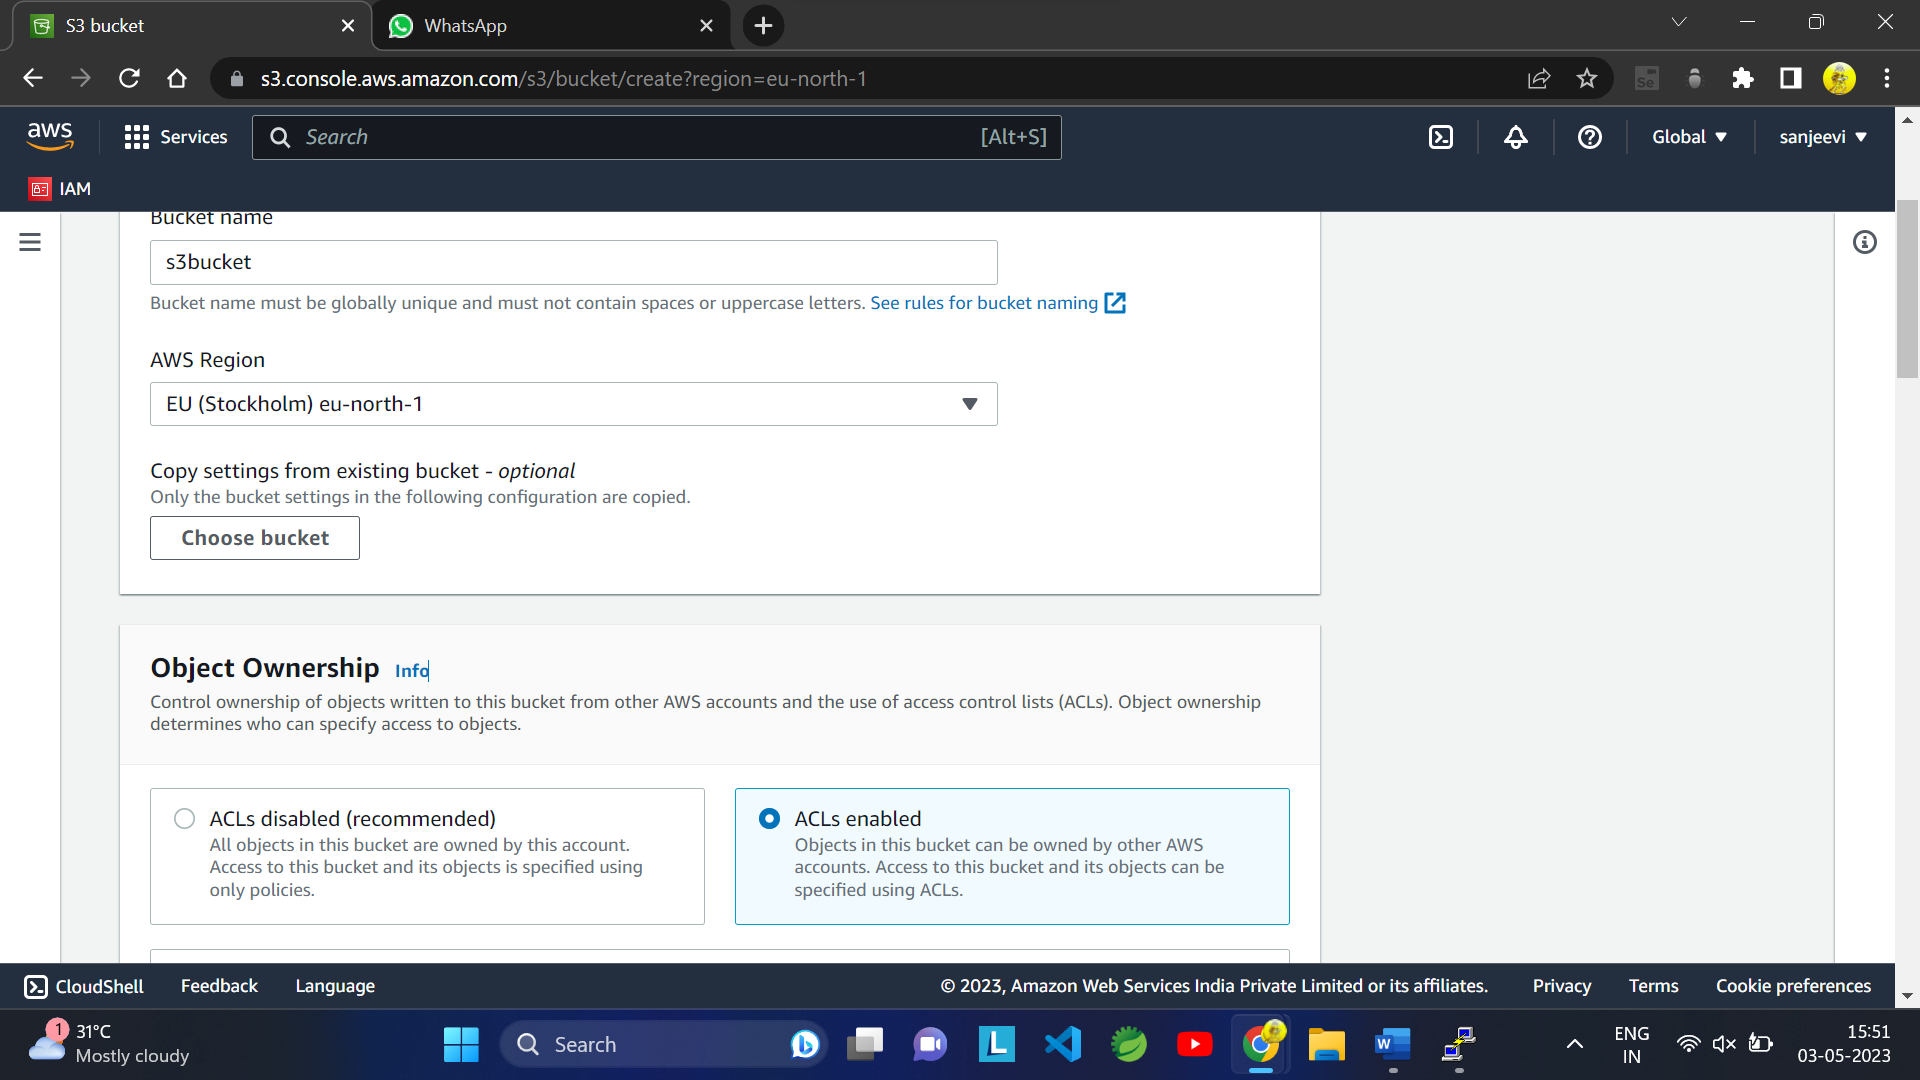 S3 bucket
WhatsApp
s3.console.aws.amazon.com/s3/bucket/create?region=eu-north-1
aws
Services
Search
[Alt+S]
Global
sanjeevi
IAM
Bucket name
s3bucket
Bucket name must be globally unique and must not contain spaces or uppercase letters. See rules for bucket naming
AWS Region
EU (Stockholm) eu-north-1
Copy settings from existing bucket - optional
Only the bucket settings in the following configuration are copied.
Choose bucket
Object Ownership Info
Control ownership of objects written to this bucket from other AWS accounts and the use of access control lists (ACLs). Object ownership
determines who can specify access to objects.
ACLs disabled (recommended)
All objects in this bucket are owned by this account.
Access to this bucket and its objects is specified using
only policies.
ACLs enabled
Objects in this bucket can be owned by other AWS
accounts. Access to this bucket and its objects can be
specified using ACLs.
CloudShell
Feedback
Language
© 2023, Amazon Web Services India Private Limited or its affiliates.
Privacy
Terms
Cookie preferences
1
31°C
Mostly cloudy
Search
ENG
IN
15:51
03-05-2023